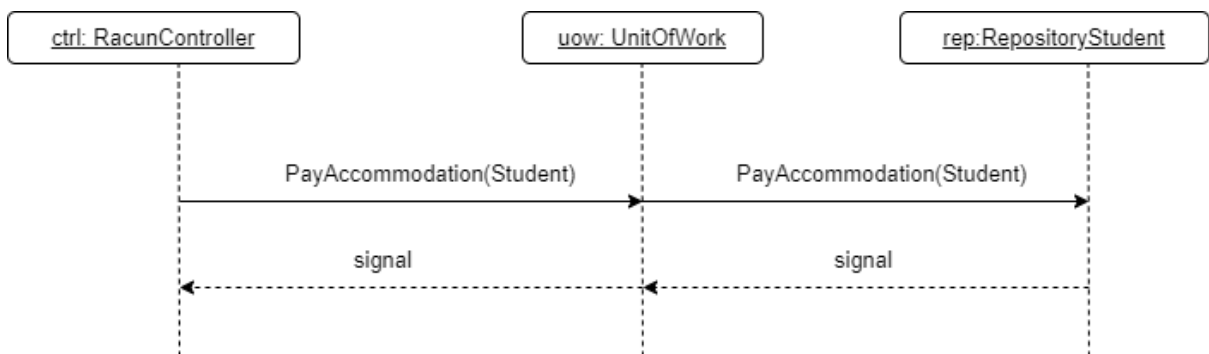 ctrl: RacunController
uow: UnitOfWork
rep:RepositoryStudent
PayAccommodation(Student)
PayAccommodation(Student)
signal
signal